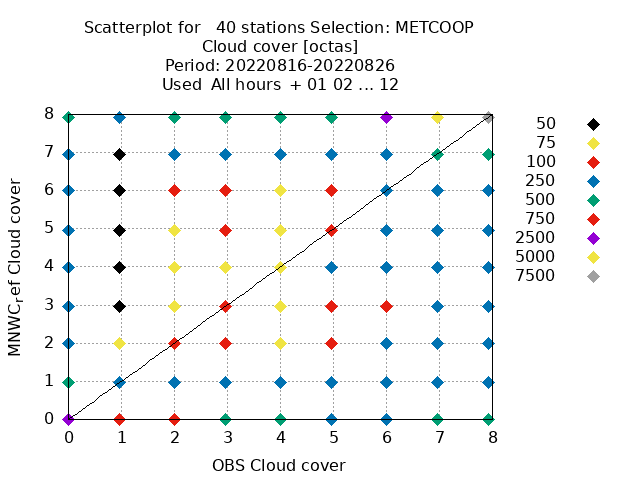 Scatterplot for   40 stations Selection: METCOOP
Cloud cover [octas]
Period: 20220816-20220826
Used  All hours  + 01 02 ... 12
8
7
6
5
4
3
2
1
0
0 1 2 3 4 5 6 7 8
MNWC_ref Cloud cover
OBS Cloud cover
50
75
100
250
500
750
2500
5000
7500